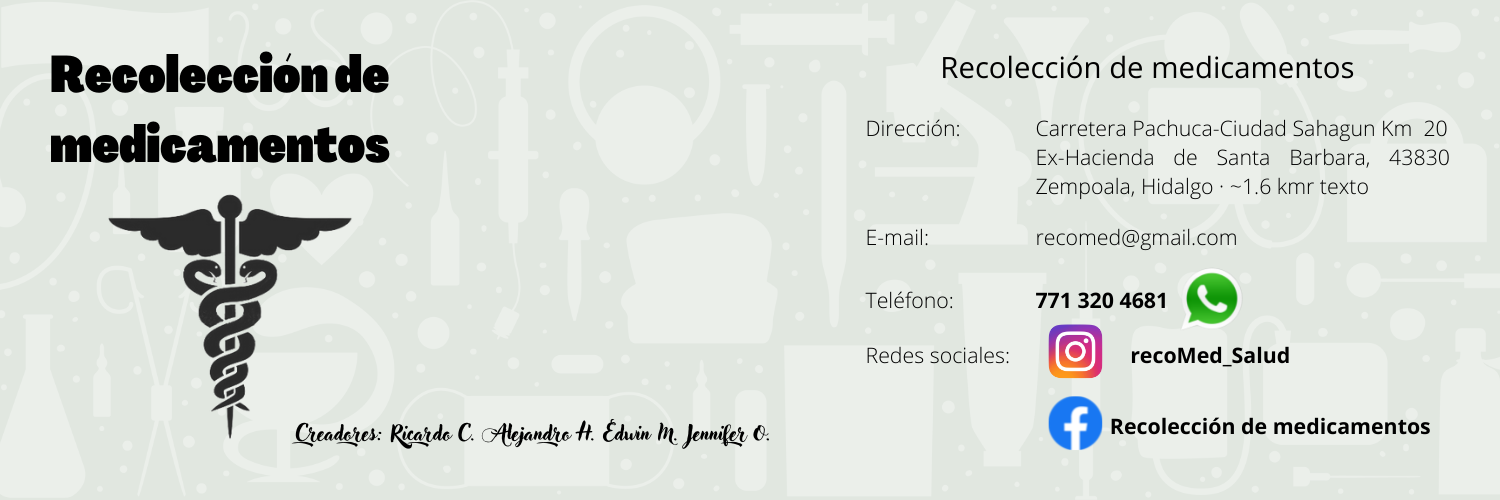 Recolección de
medicamentos
Creadores: Ricardo C. Alejandro H. Edwin M. Jennifer O.
Recolección de medicamentos
Dirección: Carretera Pachuca-Ciudad Sahagun Km 20
Ex-Hacienda de Santa Barbara, 43830
Zempoala, Hidalgo · ~1.6 kmr texto
E-mail: recomed@gmail.com
Teléfono: 771 320 4681
Redes sociales: recoMed_Salud
Recolección de medicamentos